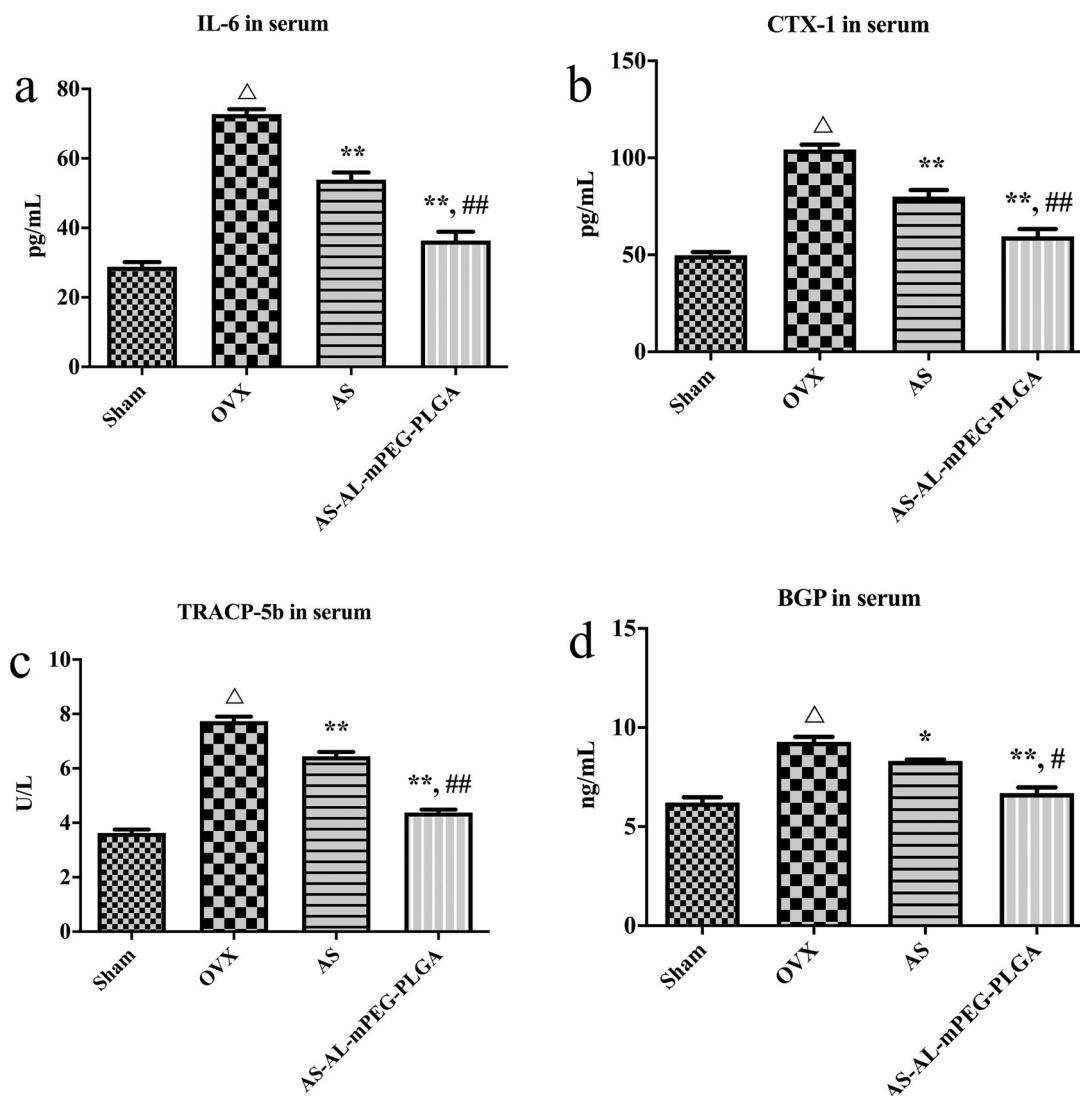 IL-6 in serum
a
pg/mL
80
60
40
20
0
△
**
**, ##
Sham
OVX
AS
AS-AL-mPEG-PLGA
CTX-1 in serum
b
pg/mL
150
100
50
0
△
**
**, ##
Sham
OVX
AS
AS-AL-mPEG-PLGA
TRACP-5b in serum
c
U/L
10
8
6
4
2
0
△
**
**, ##
Sham
OVX
AS
AS-AL-mPEG-PLGA
BGP in serum
d
ng/mL
15
10
5
0
△
*
**, #
Sham
OVX
AS
AS-AL-mPEG-PLGA